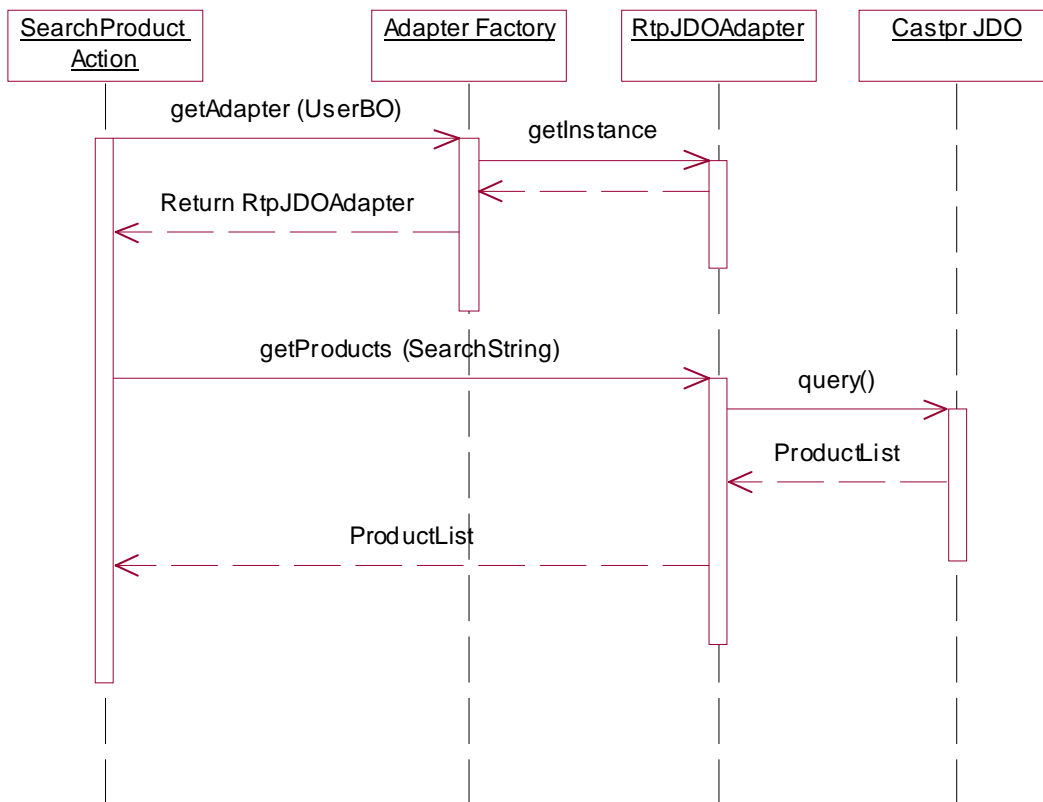 SearchProduct
Action
Adapter Factory
RtpJDOAdapter
Castpr JDO
getAdapter (UserBO)
getInstance
Return RtpJDOAdapter
getProducts (SearchString)
query()
ProductList
ProductList